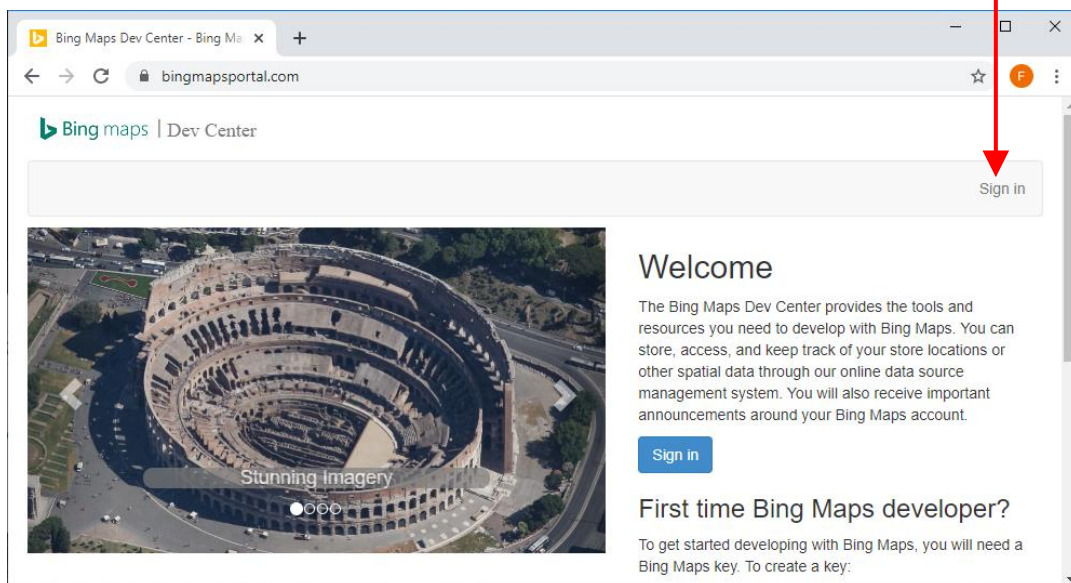 Bing Maps Dev Center - Bing Ma
bingmapsportal.com
F
Bing maps | Dev Center
Sign in
Stunning Imagery
Welcome
The Bing Maps Dev Center provides the tools and
resources you need to develop with Bing Maps. You can
store, access, and keep track of your store locations or
other spatial data through our online data source
management system. You will also receive important
announcements around your Bing Maps account.
Sign in
First time Bing Maps developer?
To get started developing with Bing Maps, you will need a
Bing Maps key. To create a key: